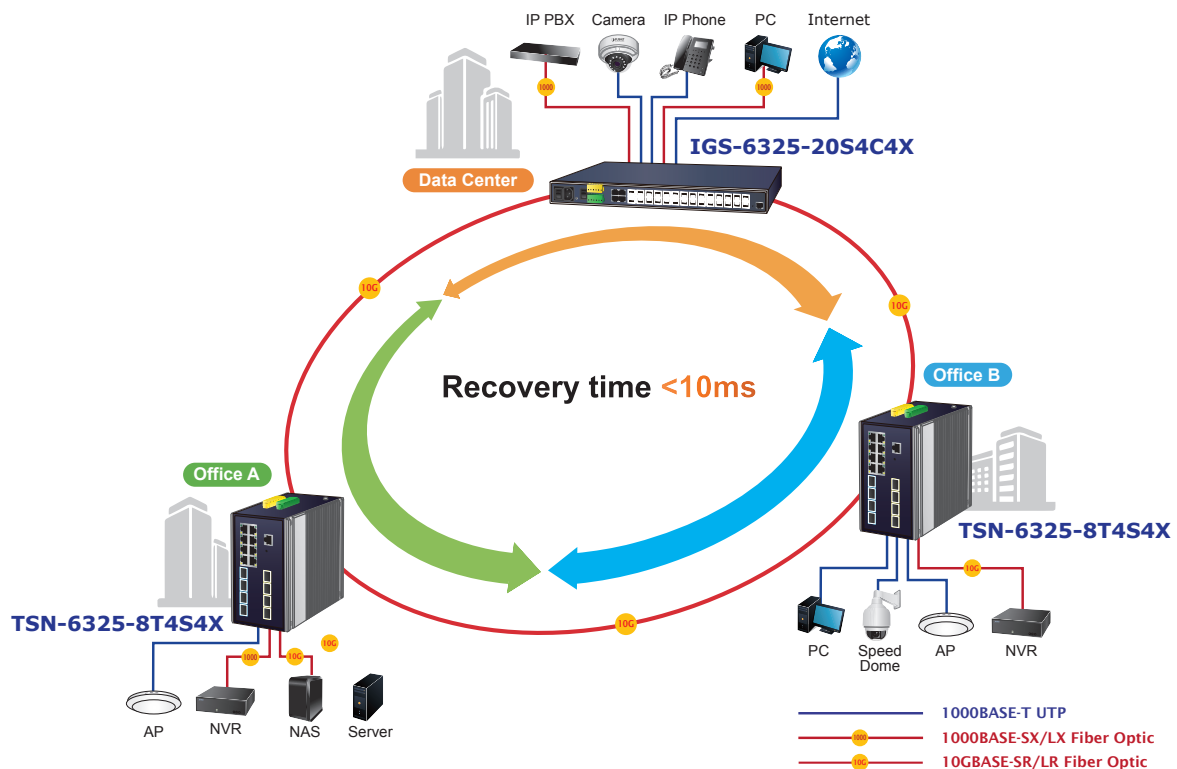 IP PBX
Camera
IP Phone
PC
Internet
1000
1000
IGS-6325-20S4C4X
Data Center
10G
10G
Recovery time <10ms
Office B
Office A
TSN-6325-8T4S4X
TSN-6325-8T4S4X
10G
10G
10G
1000
10G
PC
Speed
Dome
AP
NVR
AP
NVR
NAS
Server
1000BASE-T UTP
1000
1000BASE-SX/LX Fiber Optic
10G
10GBASE-SR/LR Fiber Optic